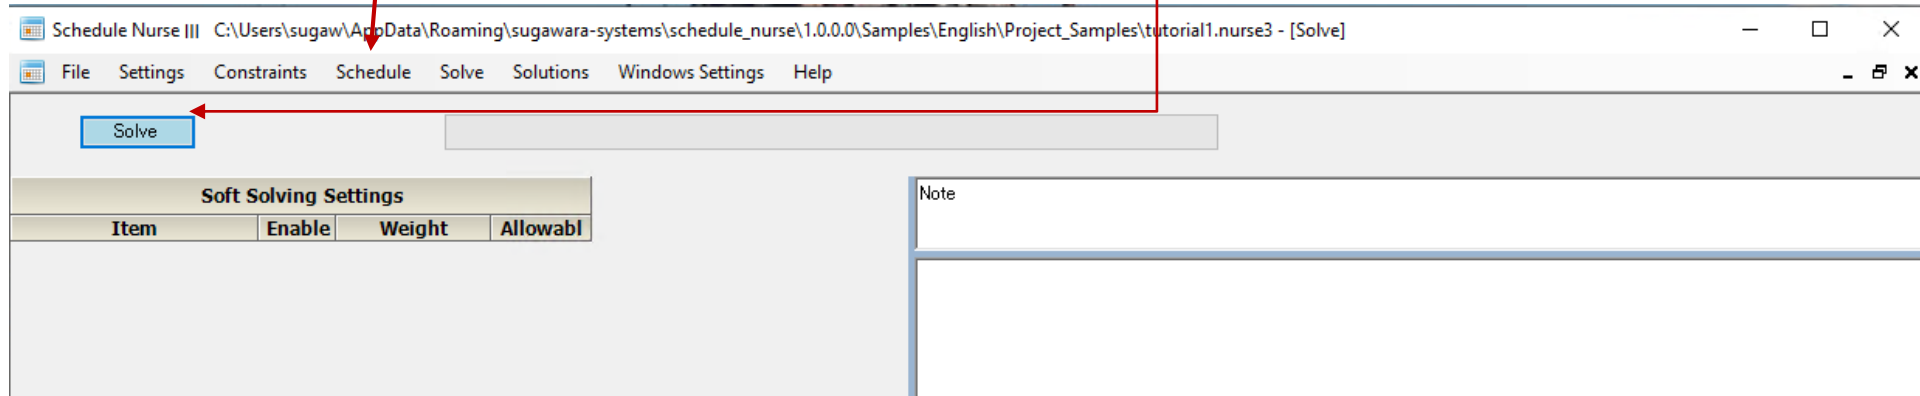 Schedule Nurse III C:\Users\sugaw\AppData\Roaming\sugawara-systems\schedule_nurse\1.0.0.0\Samples\English\Project_Samples\tutorial1.nurse3 - [Solve]
File Settings Constraints Schedule Solve Solutions Windows Settings Help
Solve
Soft Solving Settings
Item Enable Weight Allowabl
Note